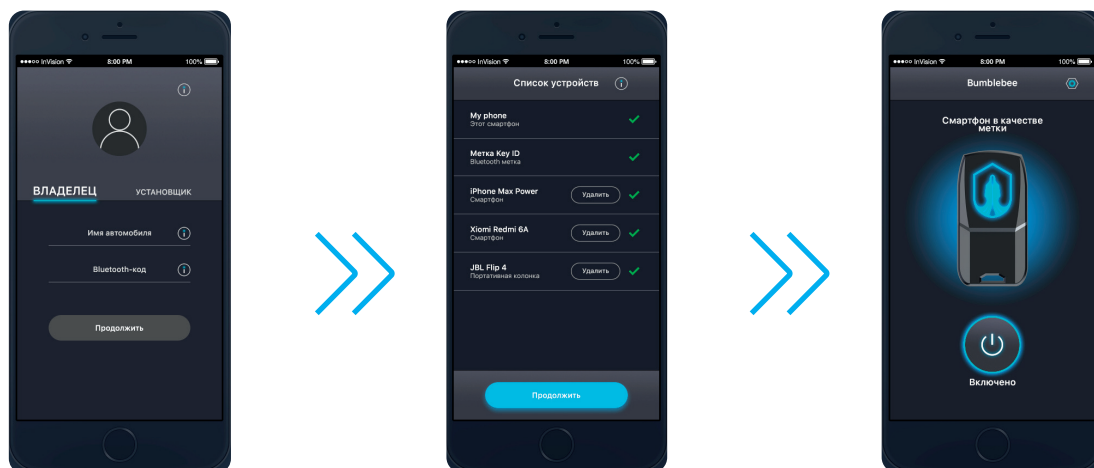 InVision 8:00 PM 100%
ВЛАДЕЛЕЦ УСТАНОВЩИК
Имя автомобиля
Bluetooth-код
Продолжить
InVision 8:00 PM 100%
Список устройств
My phone
Этот смартфон
Метка Key ID
Bluetooth метка
iPhone Max Power
Смартфон
Удалить
Xiomi Redmi 6A
Смартфон
Удалить
JBL Flip 4
Портативная колонка
Удалить
Продолжить
InVision 8:00 PM 100%
Bumblebee
Смартфон в качестве
метки
Включено